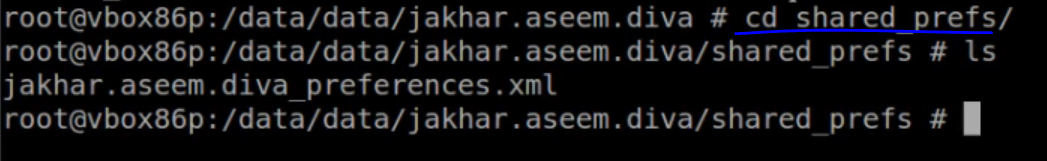 root@vbox86p:/data/data/jakhar.aseem.diva # cd shared_prefs/
root@vbox86p:/data/data/jakhar.aseem.diva/shared_prefs # ls
jakhar.aseem.diva_preferences.xml
root@vbox86p:/data/data/jakhar.aseem.diva/shared_prefs #